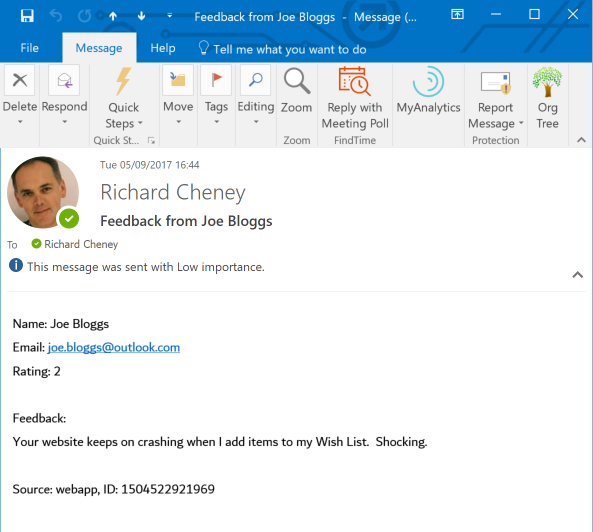 Feedback from Joe Bloggs - Message (...
File Message Help Tell me what you want to do
Delete Respond Quick Steps Move Tags Editing Zoom Reply with Meeting Poll MyAnalytics Report Message Org Tree
Quick St... Zoom FindTime Protection
Tue 05/09/2017 16:44
Richard Cheney
Feedback from Joe Bloggs
To Richard Cheney
This message was sent with Low importance.
Name: Joe Bloggs
Email: joe.bloggs@outlook.com
Rating: 2
Feedback:
Your website keeps on crashing when I add items to my Wish List.  Shocking.
Source: webapp, ID: 1504522921969